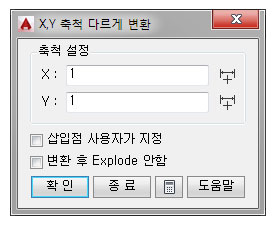 X,Y 축척 다르게 변환
축척 설정
X : 1
Y : 1
삽입점 사용자가 지정
변환 후 Explode 안함
확 인 종 료 도움말